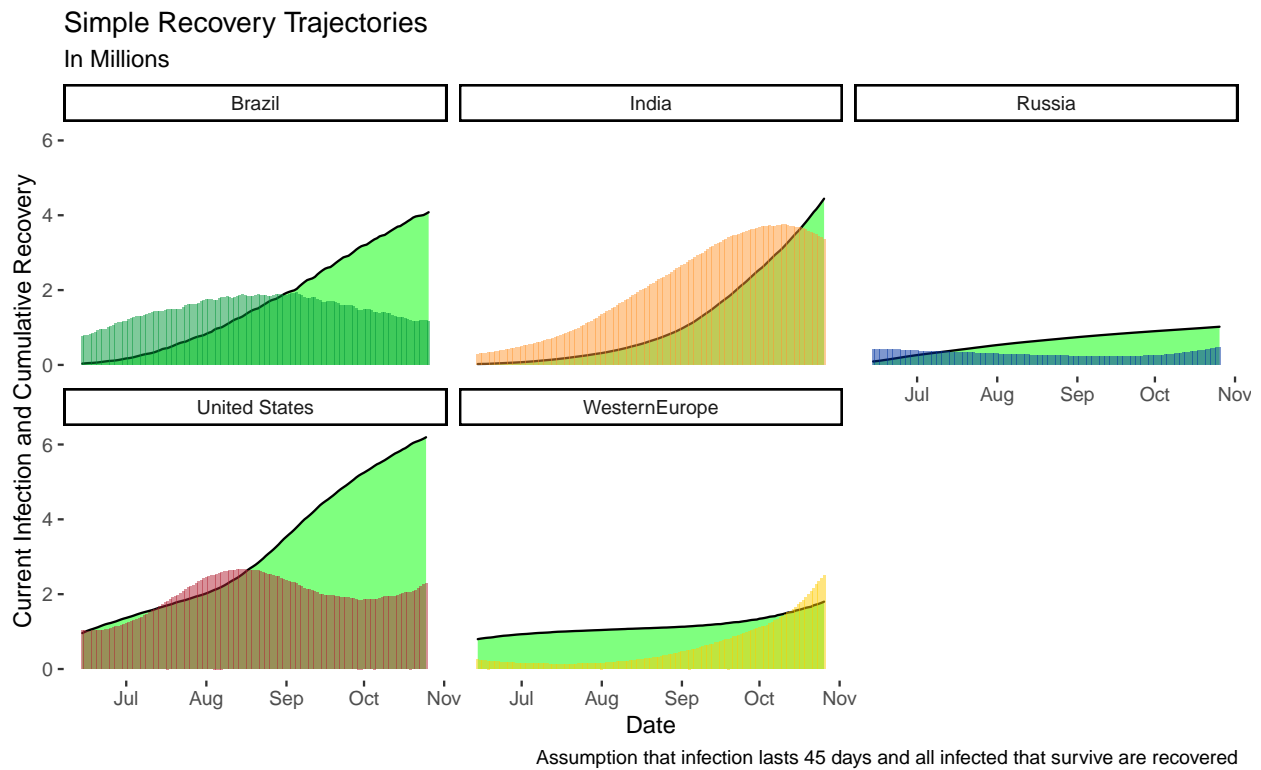 Simple Recovery Trajectories
In Millions
Brazil
India
Russia
6
4
2
0
Jul Aug Sep Oct Nov
United States
WesternEurope
6
4
2
0
Jul Aug Sep Oct Nov
Jul Aug Sep Oct Nov
Current Infection and Cumulative Recovery
Date
Assumption that infection lasts 45 days and all infected that survive are recovered